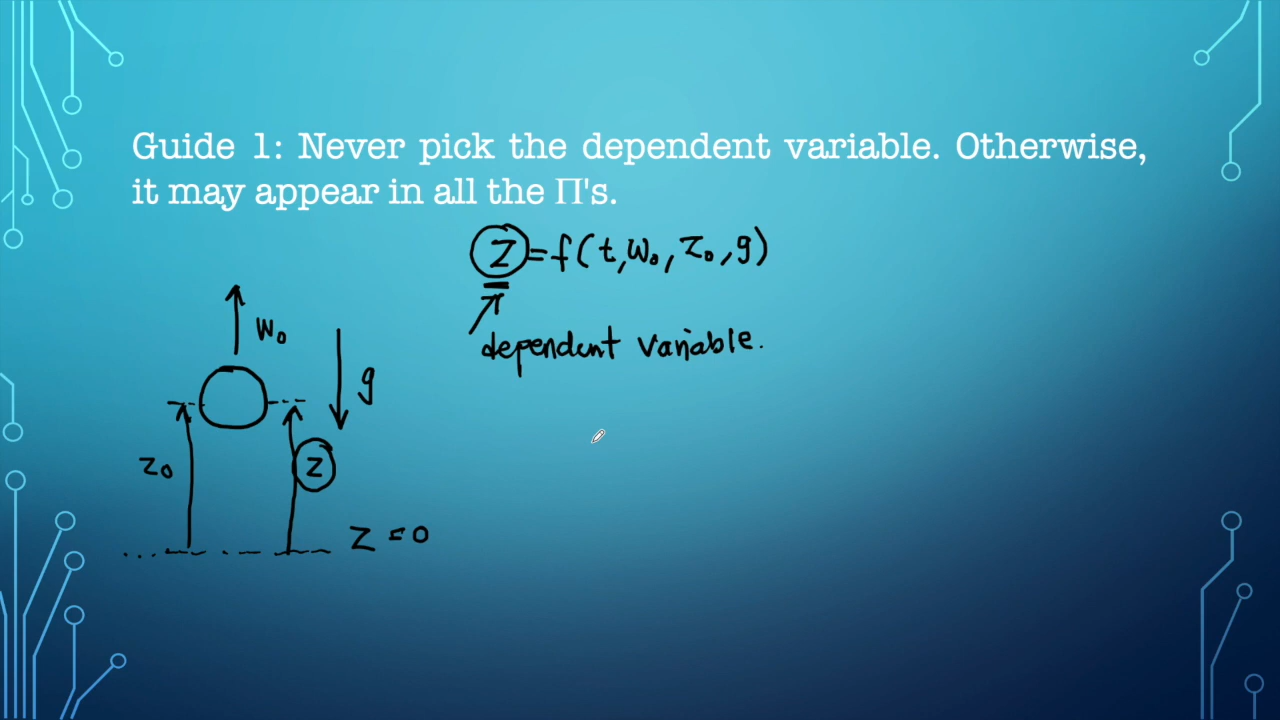 Guide 1: Never pick the dependent variable. Otherwise,
it may appear in all the Π's.
z = f(t, w₀, z₀, g)
dependent variable.
w₀
g
z₀
z
z = 0